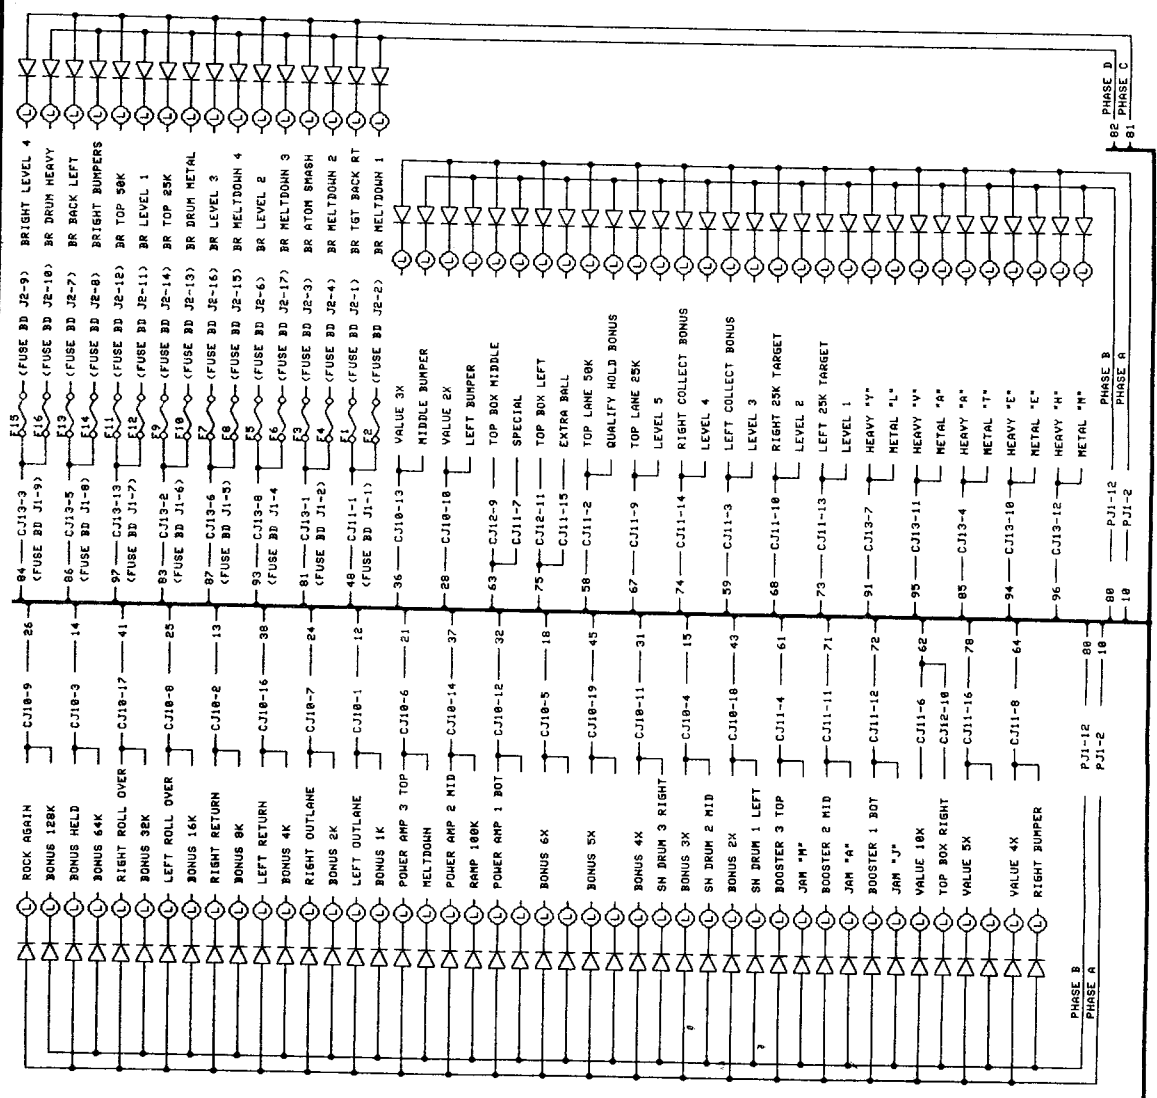 BRIGHT LEVEL 4
BR DRUM HEAVY
BR BACK LEFT
BRIGHT BUMPERS
BR TOP 50K
BR LEVEL 1
BR TOP 25K
BR DRUM METAL
BR LEVEL 3
BR MELTDOWN 4
BR LEVEL 2
BR MELTDOWN 3
BR ATOM SMASH
BR MELTDOWN 2
BR TGT BACK RT
BR MELTDOWN 1
82 PHASE D
81 PHASE C
F15 (FUSE BD J2-9)
F16 (FUSE BD J2-10)
F13 (FUSE BD J2-7)
F14 (FUSE BD J2-8)
F11 (FUSE BD J2-12)
F12 (FUSE BD J2-11)
F9 (FUSE BD J2-14)
F10 (FUSE BD J2-13)
F7 (FUSE BD J2-16)
F8 (FUSE BD J2-15)
F5 (FUSE BD J2-6)
F6 (FUSE BD J2-17)
F3 (FUSE BD J2-3)
F4 (FUSE BD J2-4)
F1 (FUSE BD J2-1)
F2 (FUSE BD J2-2)
84 CJ13-3
(FUSE BD J1-9)
86 CJ13-5
(FUSE BD J1-8)
97 CJ13-13
(FUSE BD J1-7)
83 CJ13-2
(FUSE BD J1-6)
87 CJ13-6
(FUSE BD J1-5)
93 CJ13-8
(FUSE BD J1-4
81 CJ13-1
(FUSE BD J1-2)
48 CJ11-1
(FUSE BD J1-1)
36 CJ10-13 VALUE 3X
MIDDLE BUMPER
28 CJ10-10 VALUE 2X
LEFT BUMPER
63 CJ12-9 TOP BOX MIDDLE
CJ11-7 SPECIAL
75 CJ12-11 TOP BOX LEFT
CJ11-15 EXTRA BALL
58 CJ11-2 TOP LANE 50K
QUALIFY HOLD BONUS
67 CJ11-9 TOP LANE 25K
LEVEL 5
74 CJ11-14 RIGHT COLLECT BONUS
LEVEL 4
59 CJ11-3 LEFT COLLECT BONUS
LEVEL 3
68 CJ11-10 RIGHT 25K TARGET
LEVEL 2
73 CJ11-13 LEFT 25K TARGET
LEVEL 1
91 CJ13-7 HEAVY "Y"
METAL "L"
95 CJ13-11 HEAVY "V"
METAL "A"
85 CJ13-4 HEAVY "A"
METAL "T"
94 CJ13-10 HEAVY "E"
METAL "E"
96 CJ13-12 HEAVY "H"
METAL "M"
80 PJ1-12 PHASE B
10 PJ1-2 PHASE A
ROCK AGAIN CJ10-9 26
BONUS 128K
BONUS HELD CJ10-3 14
BONUS 64K
RIGHT ROLL OVER CJ10-17 41
BONUS 32K
LEFT ROLL OVER CJ10-8 25
BONUS 16K
RIGHT RETURN CJ10-2 13
BONUS 8K
LEFT RETURN CJ10-16 38
BONUS 4K
RIGHT OUTLANE CJ10-7 24
BONUS 2K
LEFT OUTLANE CJ10-1 12
BONUS 1K
POWER AMP 3 TOP CJ10-6 21
MELTDOWN
POWER AMP 2 MID CJ10-14 37
RAMP 100K
POWER AMP 1 BOT CJ10-12 32
BONUS 6X CJ10-5 18
BONUS 5X CJ10-19 45
BONUS 4X CJ10-11 31
SN DRUM 3 RIGHT
BONUS 3X CJ10-4 15
SN DRUM 2 MID
BONUS 2X CJ10-18 43
SN DRUM 1 LEFT
BOOSTER 3 TOP CJ11-4 61
JAM "M"
BOOSTER 2 MID CJ11-11 71
JAM "A"
BOOSTER 1 BOT CJ11-12 72
JAM "J"
VALUE 10X CJ11-6 62
TOP BOX RIGHT CJ12-10
VALUE 5X CJ11-16 78
VALUE 4X CJ11-8 64
RIGHT BUMPER
PHASE B PJ1-12 80
PHASE A PJ1-2 10